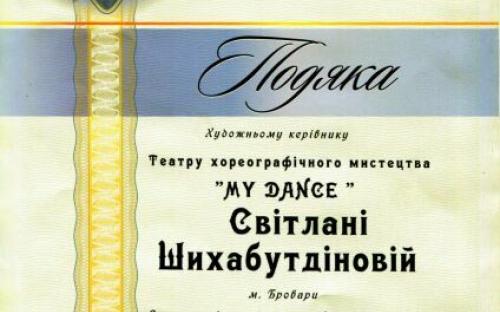 Подяка
Художньому керівнику
Театру хореографічного мистецтва
"MY DANCE "
Світлані
Шихабутдіновій
м. Бровари